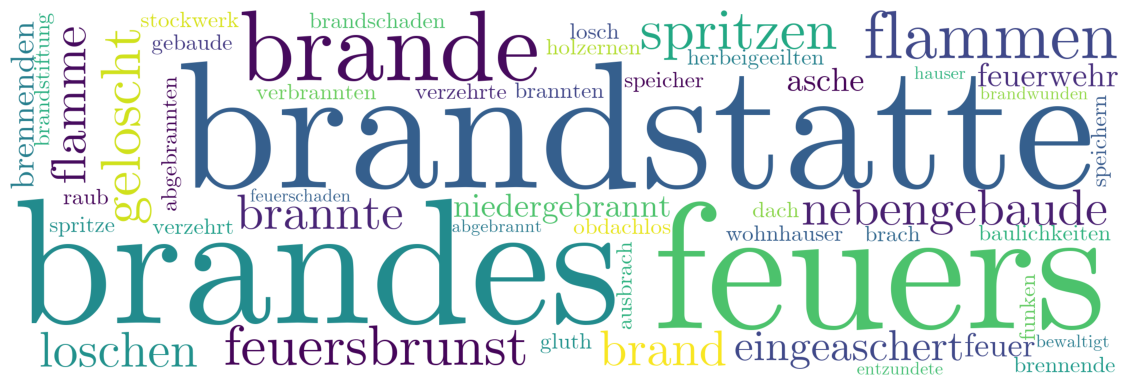 brennenden
brandstiftung
flamme
geloscht
stockwerk
gebaude
abgebrannten
raub
brande
brandschaden
losch
holzernen
spritzen
herbeigeeilten
flammen
verbrannten
verzehrte
brannten
speicher
asche
hauser
feuerwehr
brandwunden
brandstatte
speichern
feuerschaden
brannte
niedergebrannt
abgebrannt
obdachlos
dach
nebengebaude
spritze
verzehrt
wohnhauser
brach
baulichkeiten
brandes
ausbrach
feuers
funken
loschen
feuersbrunst
gluth
brand
eingeaschert
feuer
bewaltigt
entzundete
brennende